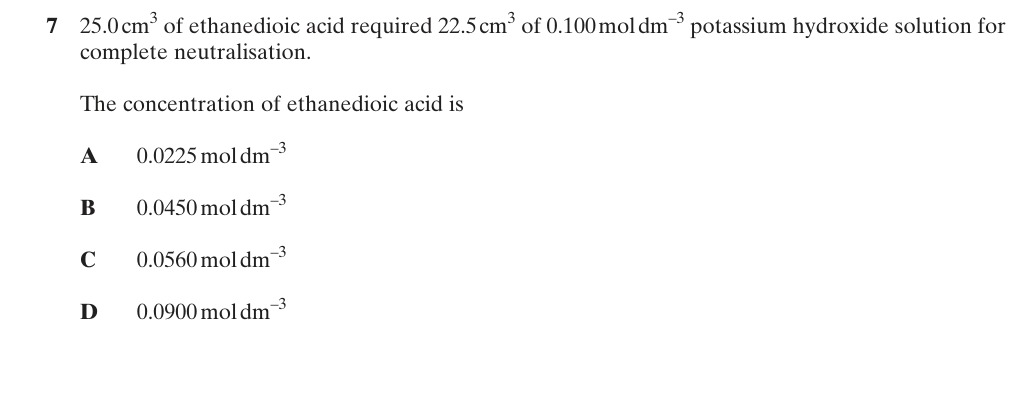 7 25.0 cm³ of ethanedioic acid required 22.5 cm³ of 0.100 mol dm⁻³ potassium hydroxide solution for
complete neutralisation.
The concentration of ethanedioic acid is
A 0.0225 mol dm⁻³
B 0.0450 mol dm⁻³
C 0.0560 mol dm⁻³
D 0.0900 mol dm⁻³